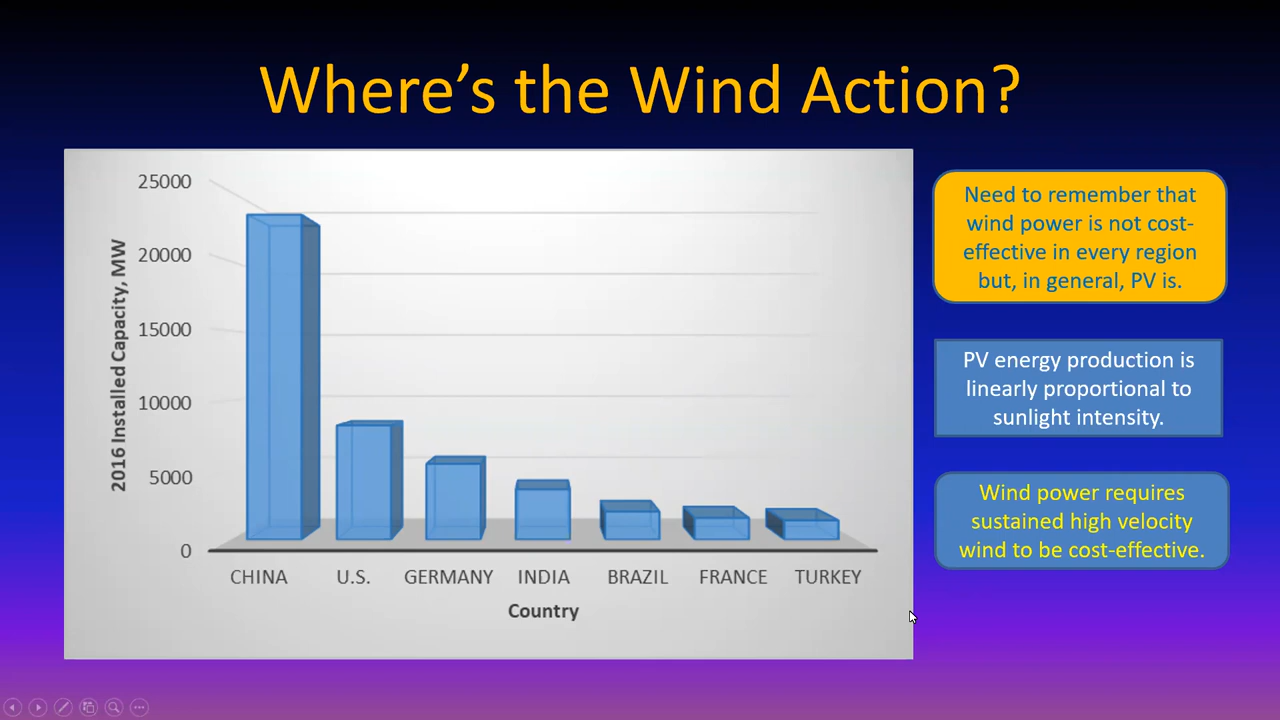 Where's the Wind Action?
25000
20000
15000
10000
5000
0
2016 Installed Capacity, MW
CHINA
U.S.
GERMANY
INDIA
BRAZIL
FRANCE
TURKEY
Country
Need to remember that
wind power is not cost-
effective in every region
but, in general, PV is.
PV energy production is
linearly proportional to
sunlight intensity.
Wind power requires
sustained high velocity
wind to be cost-effective.